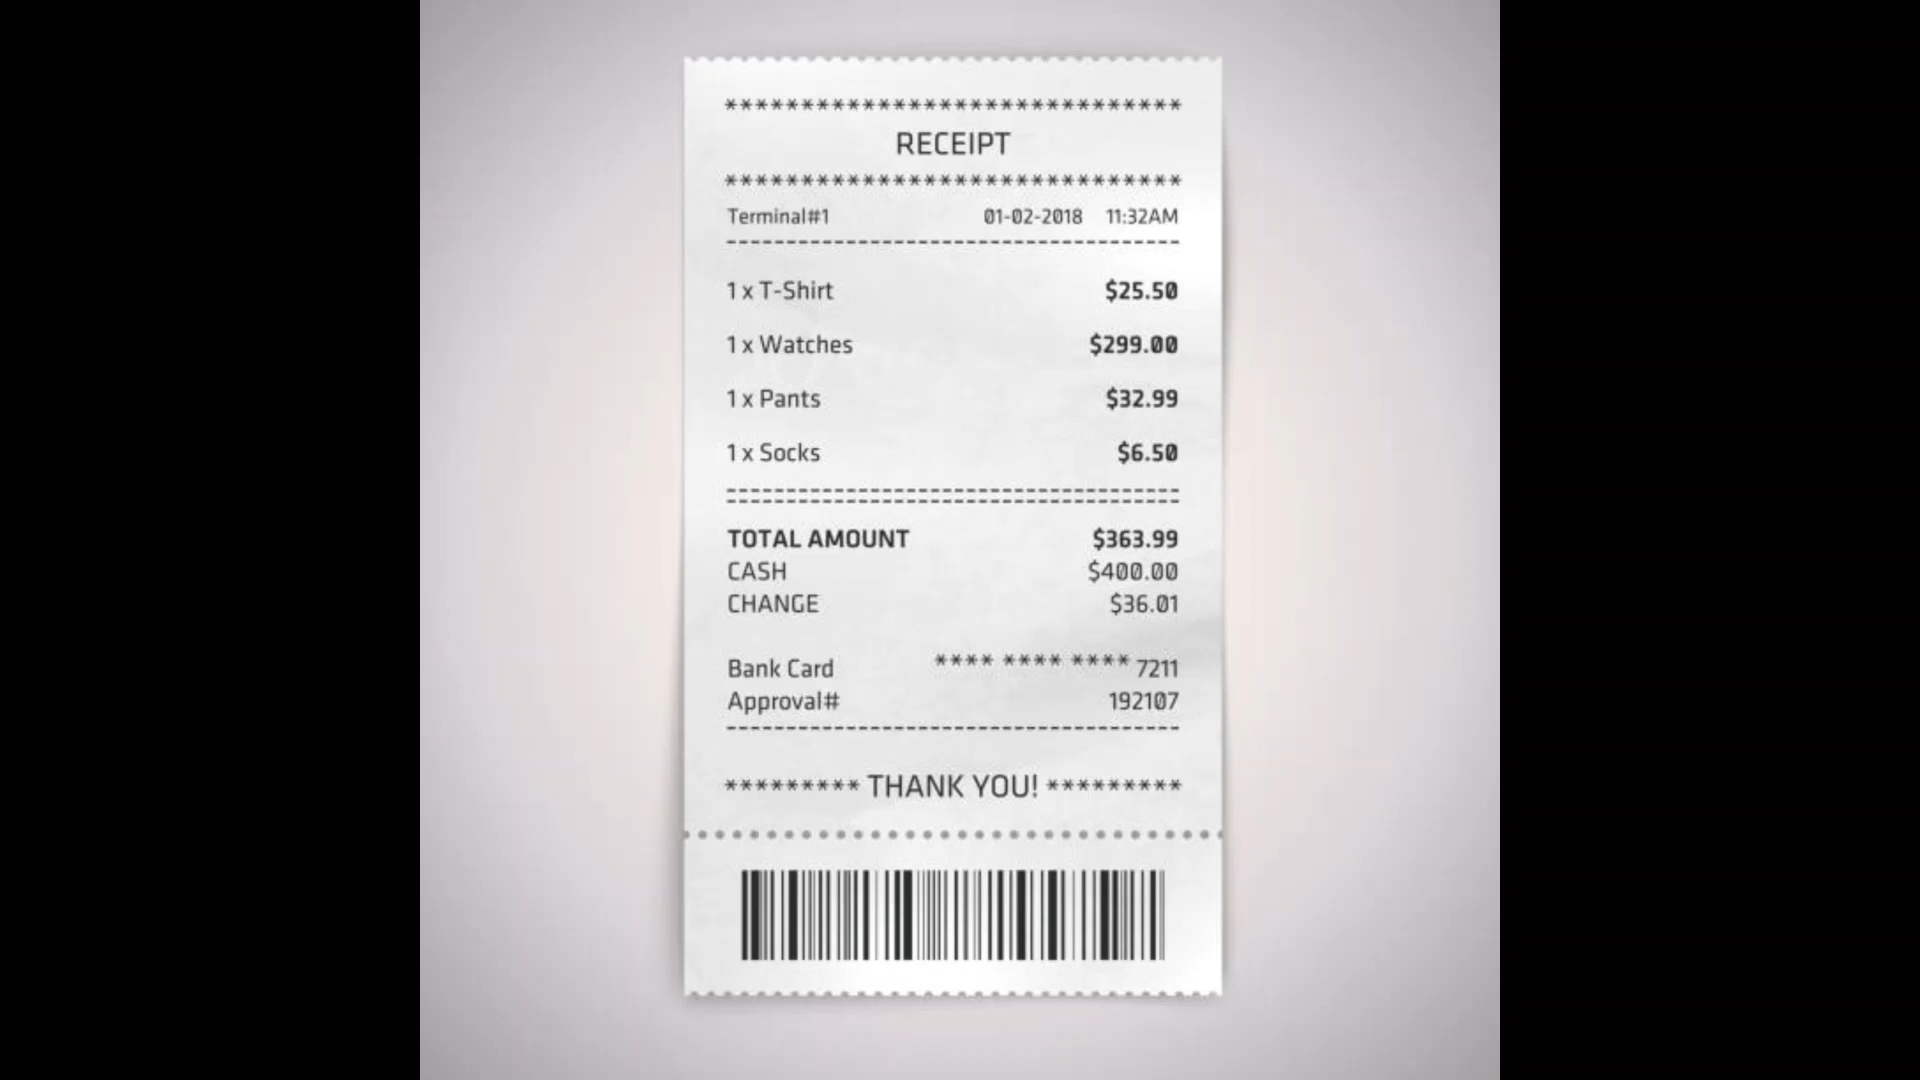 ******************************
RECEIPT
******************************
Terminal#1 01-02-2018 11:32AM
--------------------------------------
1 x T-Shirt $25.50
1 x Watches $299.00
1 x Pants $32.99
1 x Socks $6.50
======================================
TOTAL AMOUNT $363.99
CASH $400.00
CHANGE $36.01
Bank Card **** **** **** 7211
Approval# 192107
--------------------------------------
********* THANK YOU! *********